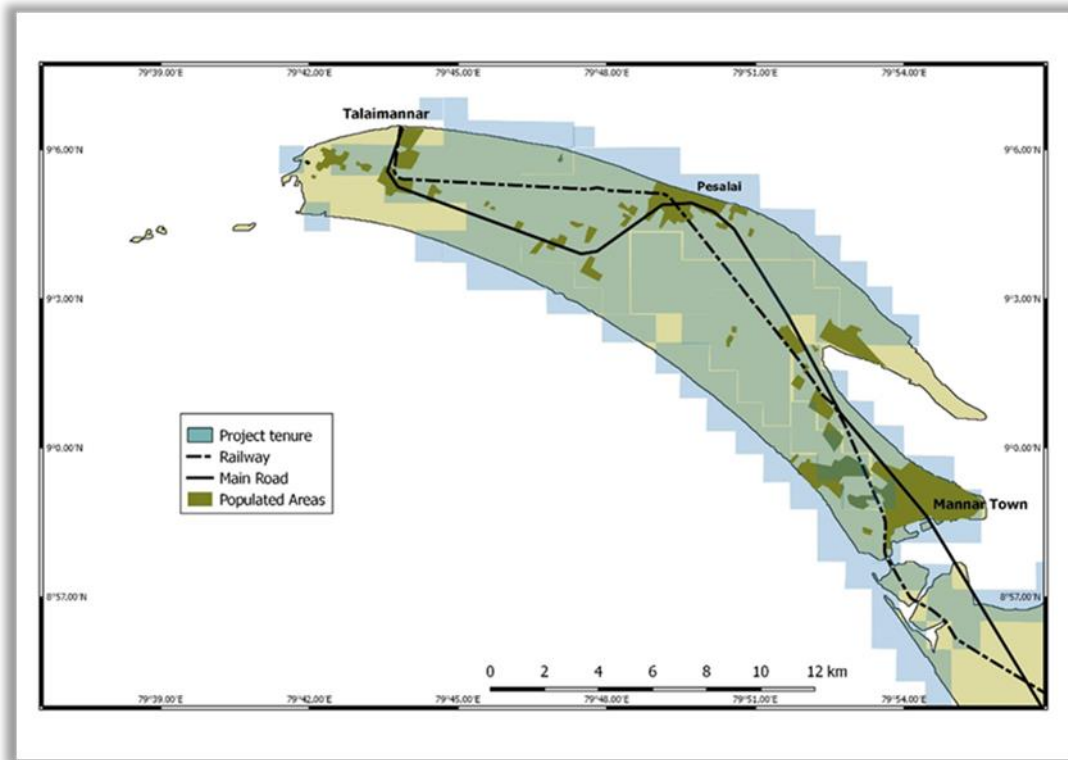 79°39.00'E 79°42.00'E 79°45.00'E 79°48.00'E 79°51.00'E 79°54.00'E
Talaimannar
9°6.00'N 9°6.00'N
Pesalai
9°3.00'N 9°3.00'N
Project tenure
Railway
Main Road
Populated Areas
9°0.00'N 9°0.00'N
Mannar Town
8°57.00'N 8°57.00'N
0 2 4 6 8 10 12 km
79°39.00'E 79°42.00'E 79°45.00'E 79°48.00'E 79°51.00'E 79°54.00'E